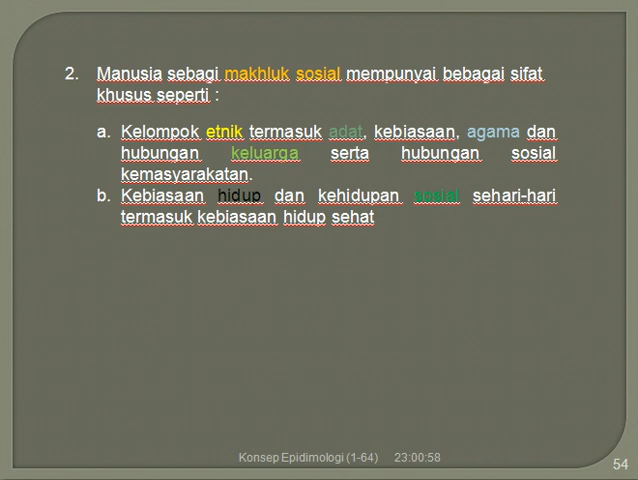 2. Manusia sebagi makhluk sosial mempunyai bebagai sifat
khusus seperti :
a. Kelompok etnik termasuk adat, kebiasaan, agama dan
hubungan keluarga serta hubungan sosial
kemasyarakatan.
b. Kebiasaan hidup dan kehidupan sosial sehari-hari
termasuk kebiasaan hidup sehat
Konsep Epidimologi (1-64) 23:00:58
54